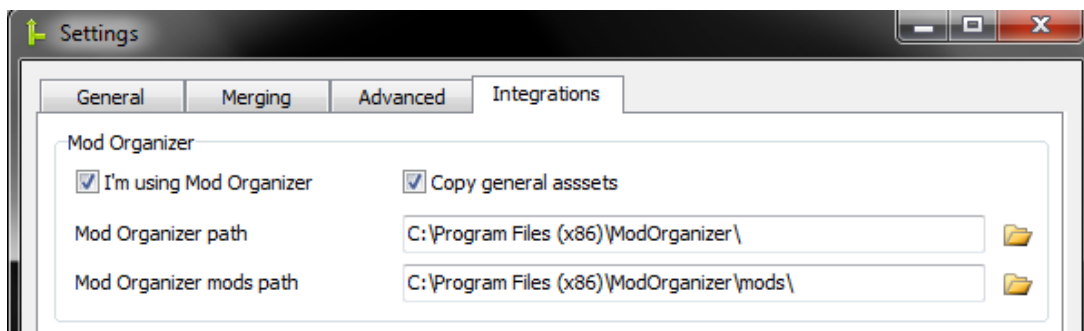 Settings
General Merging Advanced Integrations
Mod Organizer
I'm using Mod Organizer Copy general asssets
Mod Organizer path C:\Program Files (x86)\ModOrganizer\
Mod Organizer mods path C:\Program Files (x86)\ModOrganizer\mods\